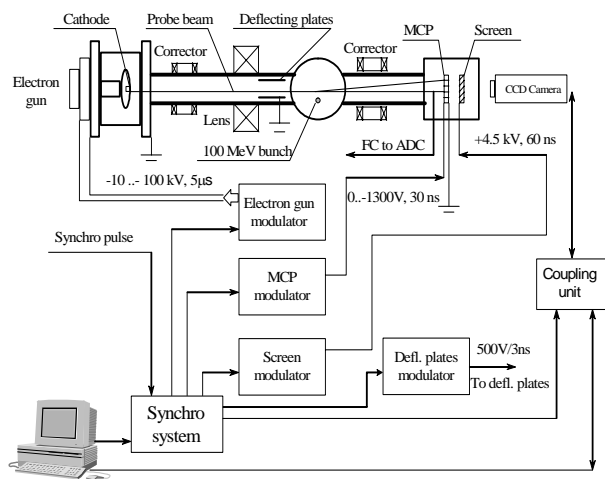 Cathode
Probe beam
Deflecting plates
MCP
Screen
Corrector
Corrector
CCD Camera
Electron
gun
Lens
100 MeV bunch
FC to ADC
+4.5 kV, 60 ns
-10 ..- 100 kV, 5μs
0..-1300V, 30 ns
Electron gun
modulator
Synchro pulse
MCP
modulator
Coupling
unit
Screen
modulator
Defl. plates
modulator
500V/3ns
To defl. plates
Synchro
system